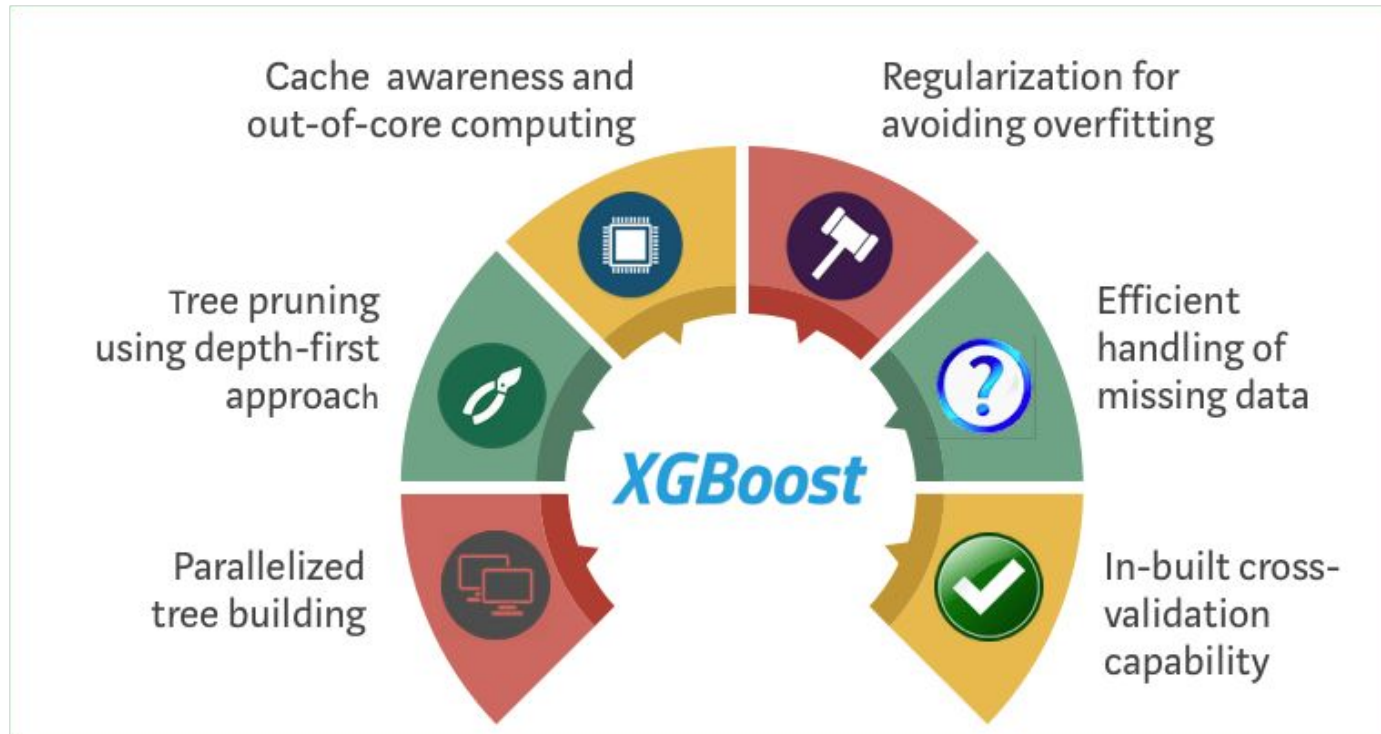 Cache awareness and
out-of-core computing
Regularization for
avoiding overfitting
Tree pruning
using depth-first
approach
Efficient
handling of
missing data
XGBoost
Parallelized
tree building
In-built cross-
validation
capability